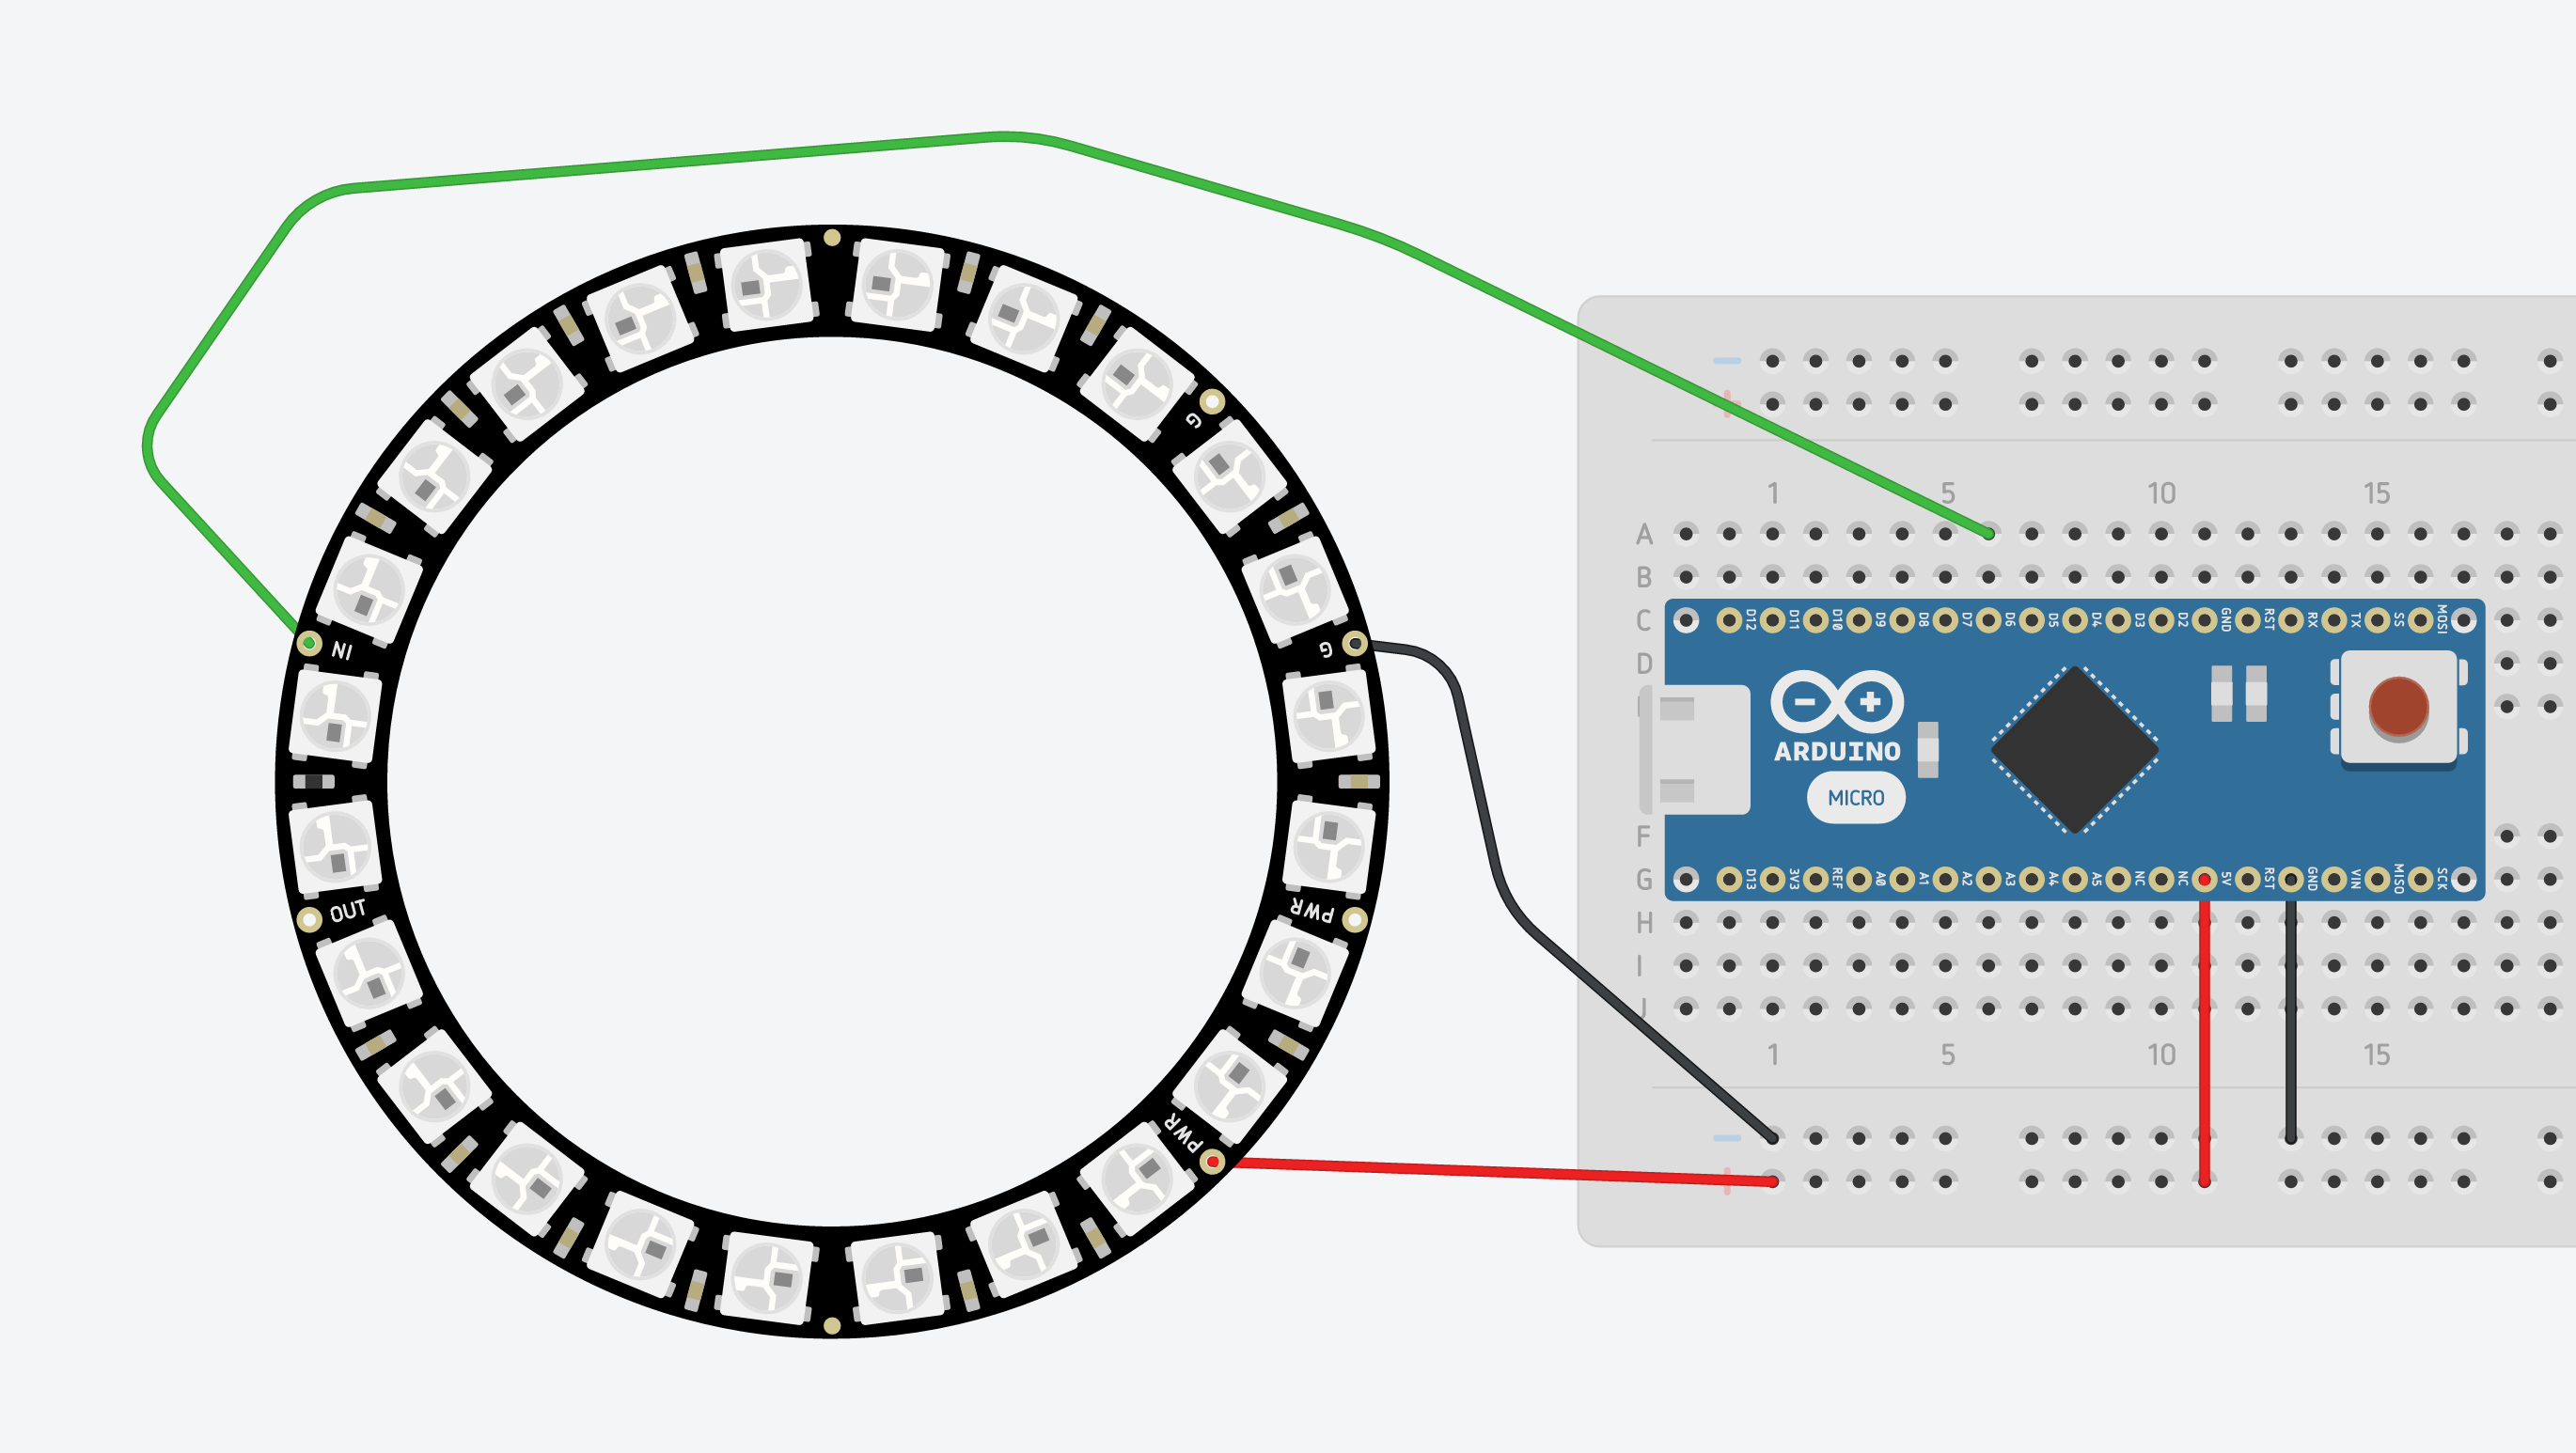 G
G
IN
OUT
PWR
PWR
1 5 10 15
A
B
C
D
F
G
H
I
J
D12 D11 D10 D9 D8 D7 D6 D5 D4 D3 D2 GND RST RX TX SS MOSI
ARDUINO
MICRO
D13 3V3 REF A0 A1 A2 A3 A4 A5 NC NC 5V RST GND VIN MISO SCK
1 5 10 15